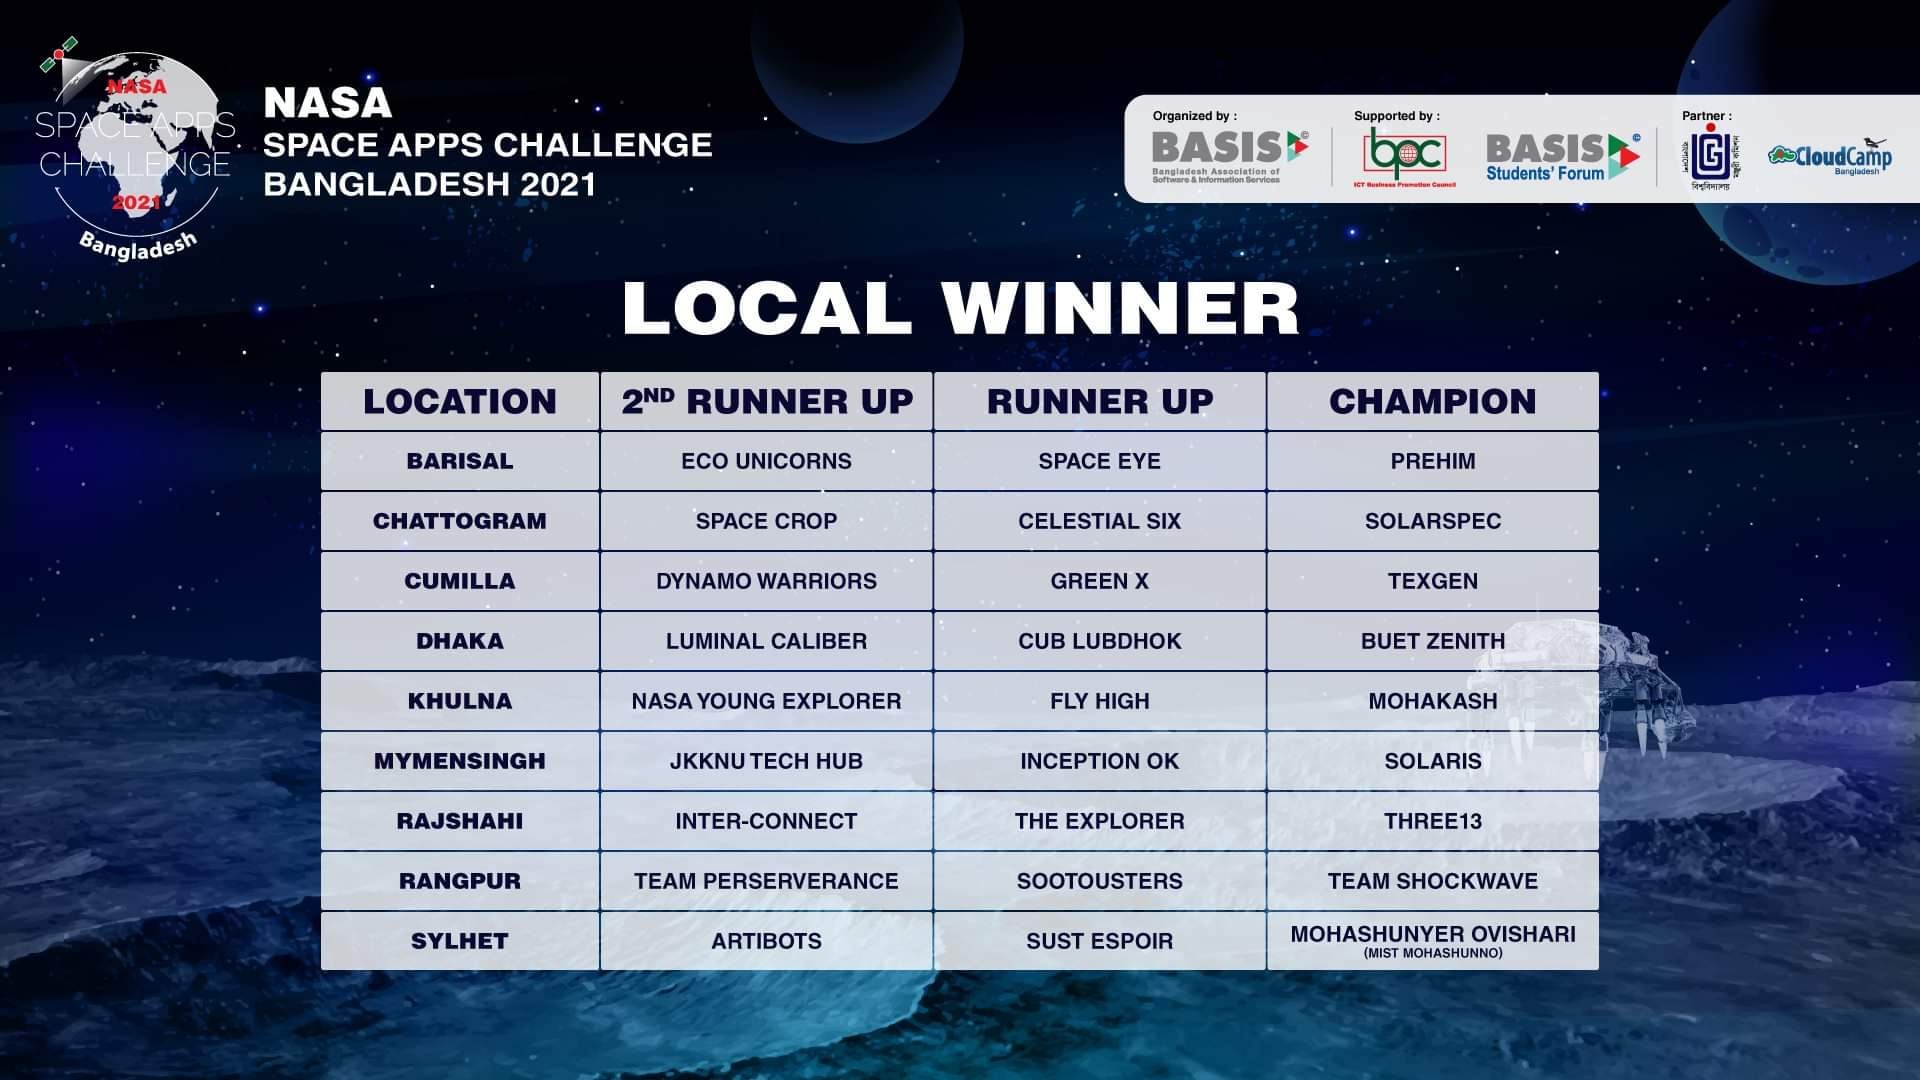 NASA
SPACE APPS
CHALLENGE
2021
Bangladesh
NASA
SPACE APPS CHALLENGE
BANGLADESH 2021
Organized by :
BASIS
Bangladesh Association of
Software & Information Services
Supported by :
bpc
ICT Business Promotion Council
BASIS
Students' Forum
Partner :
বাংলাদেশ
মঞ্জুরী কমিশন
বিশ্ববিদ্যালয়
CloudCamp
Bangladesh
LOCAL WINNER
LOCATION 2ND RUNNER UP RUNNER UP CHAMPION
BARISAL ECO UNICORNS SPACE EYE PREHIM
CHATTOGRAM SPACE CROP CELESTIAL SIX SOLARSPEC
CUMILLA DYNAMO WARRIORS GREEN X TEXGEN
DHAKA LUMINAL CALIBER CUB LUBDHOK BUET ZENITH
KHULNA NASA YOUNG EXPLORER FLY HIGH MOHAKASH
MYMENSINGH JKKNU TECH HUB INCEPTION OK SOLARIS
RAJSHAHI INTER-CONNECT THE EXPLORER THREE13
RANGPUR TEAM PERSERVERANCE SOOTOUSTERS TEAM SHOCKWAVE
SYLHET ARTIBOTS SUST ESPOIR MOHASHUNYER OVISHARI
(MIST MOHASHUNNO)